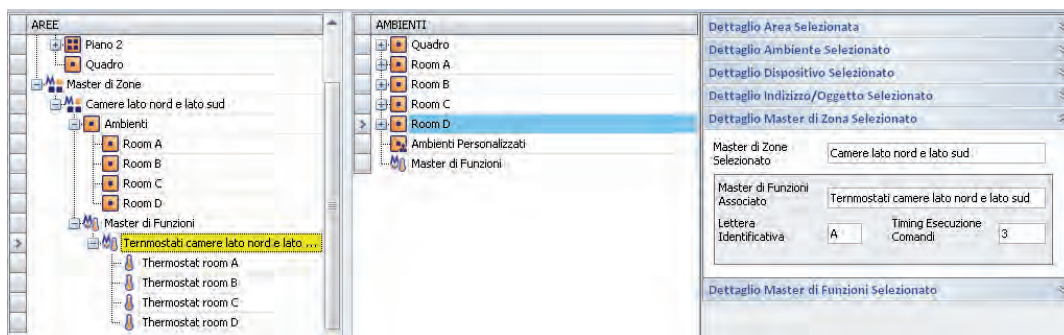 AREE
Piano 2
Quadro
Master di Zone
Camere lato nord e lato sud
Ambienti
Room A
Room B
Room C
Room D
Master di Funzioni
Ternmostati camere lato nord e lato ...
Thermostat room A
Thermostat room B
Thermostat room C
Thermostat room D
AMBIENTI
Quadro
Room A
Room B
Room C
Room D
Ambienti Personalizzati
Master di Funzioni
Dettaglio Area Selezionata
Dettaglio Ambiente Selezionato
Dettaglio Dispositivo Selezionato
Dettaglio Indizizzo/Oggetto Selezionato
Dettaglio Master di Zona Selezionato
Master di Zone
Selezionato
Camere lato nord e lato sud
Master di Funzioni
Associato
Ternmostati camere lato nord e lato sud
Lettera
Identificativa
A
Timing Esecuzione
Comandi
3
Dettaglio Master di Funzioni Selezionato